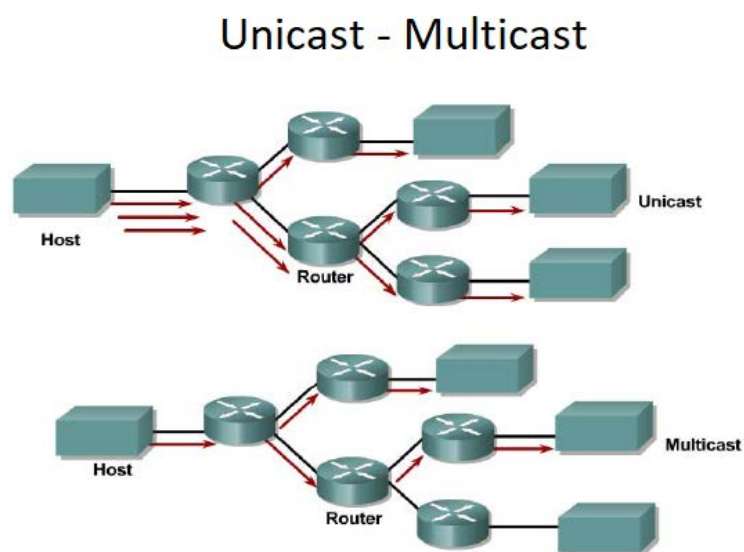 Unicast - Multicast
Unicast
Host
Router
Multicast
Host
Router